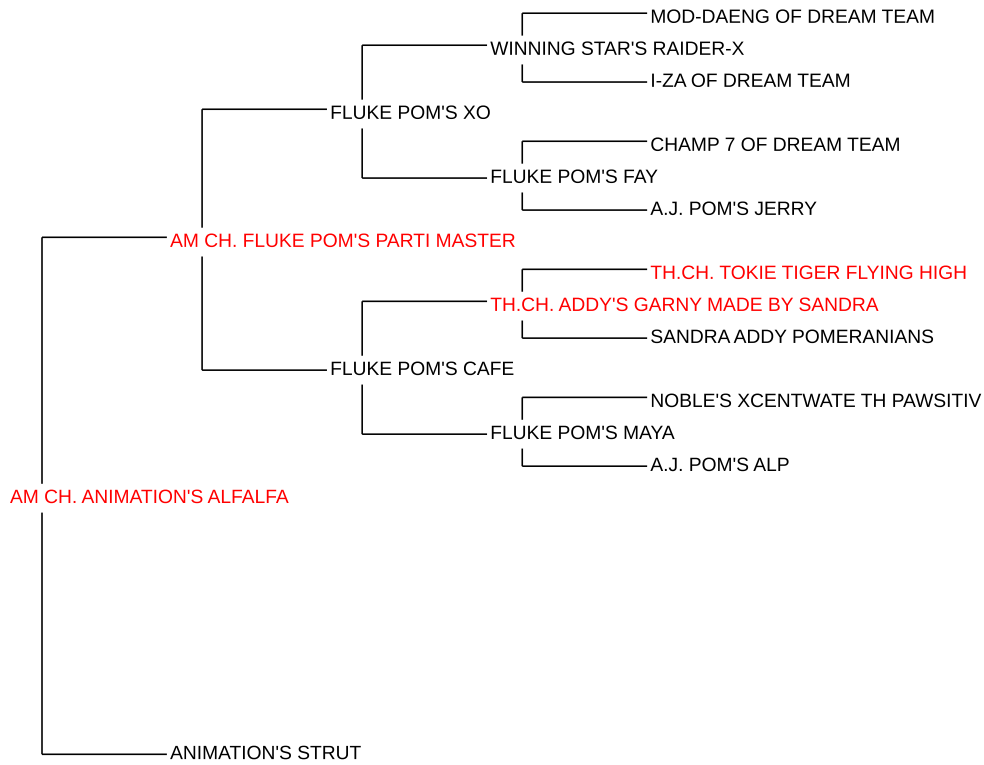 MOD-DAENG OF DREAM TEAM
WINNING STAR'S RAIDER-X
I-ZA OF DREAM TEAM
FLUKE POM'S XO
CHAMP 7 OF DREAM TEAM
FLUKE POM'S FAY
A.J. POM'S JERRY
AM CH. FLUKE POM'S PARTI MASTER
TH.CH. TOKIE TIGER FLYING HIGH
TH.CH. ADDY'S GARNY MADE BY SANDRA
SANDRA ADDY POMERANIANS
FLUKE POM'S CAFE
NOBLE'S XCENTWATE TH PAWSITIV
FLUKE POM'S MAYA
A.J. POM'S ALP
AM CH. ANIMATION'S ALFALFA
ANIMATION'S STRUT